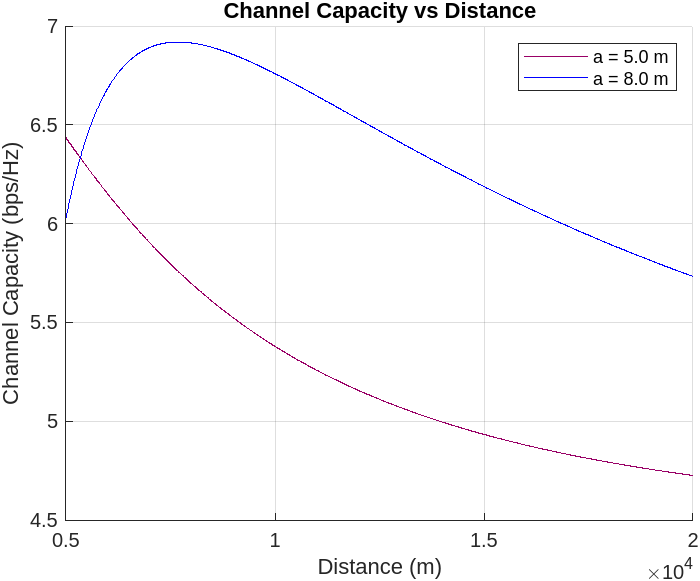 Channel Capacity vs Distance
7
6.5
6
5.5
5
4.5
Channel Capacity (bps/Hz)
a = 5.0 m
a = 8.0 m
0.5
1
1.5
2
Distance (m)
×10^4